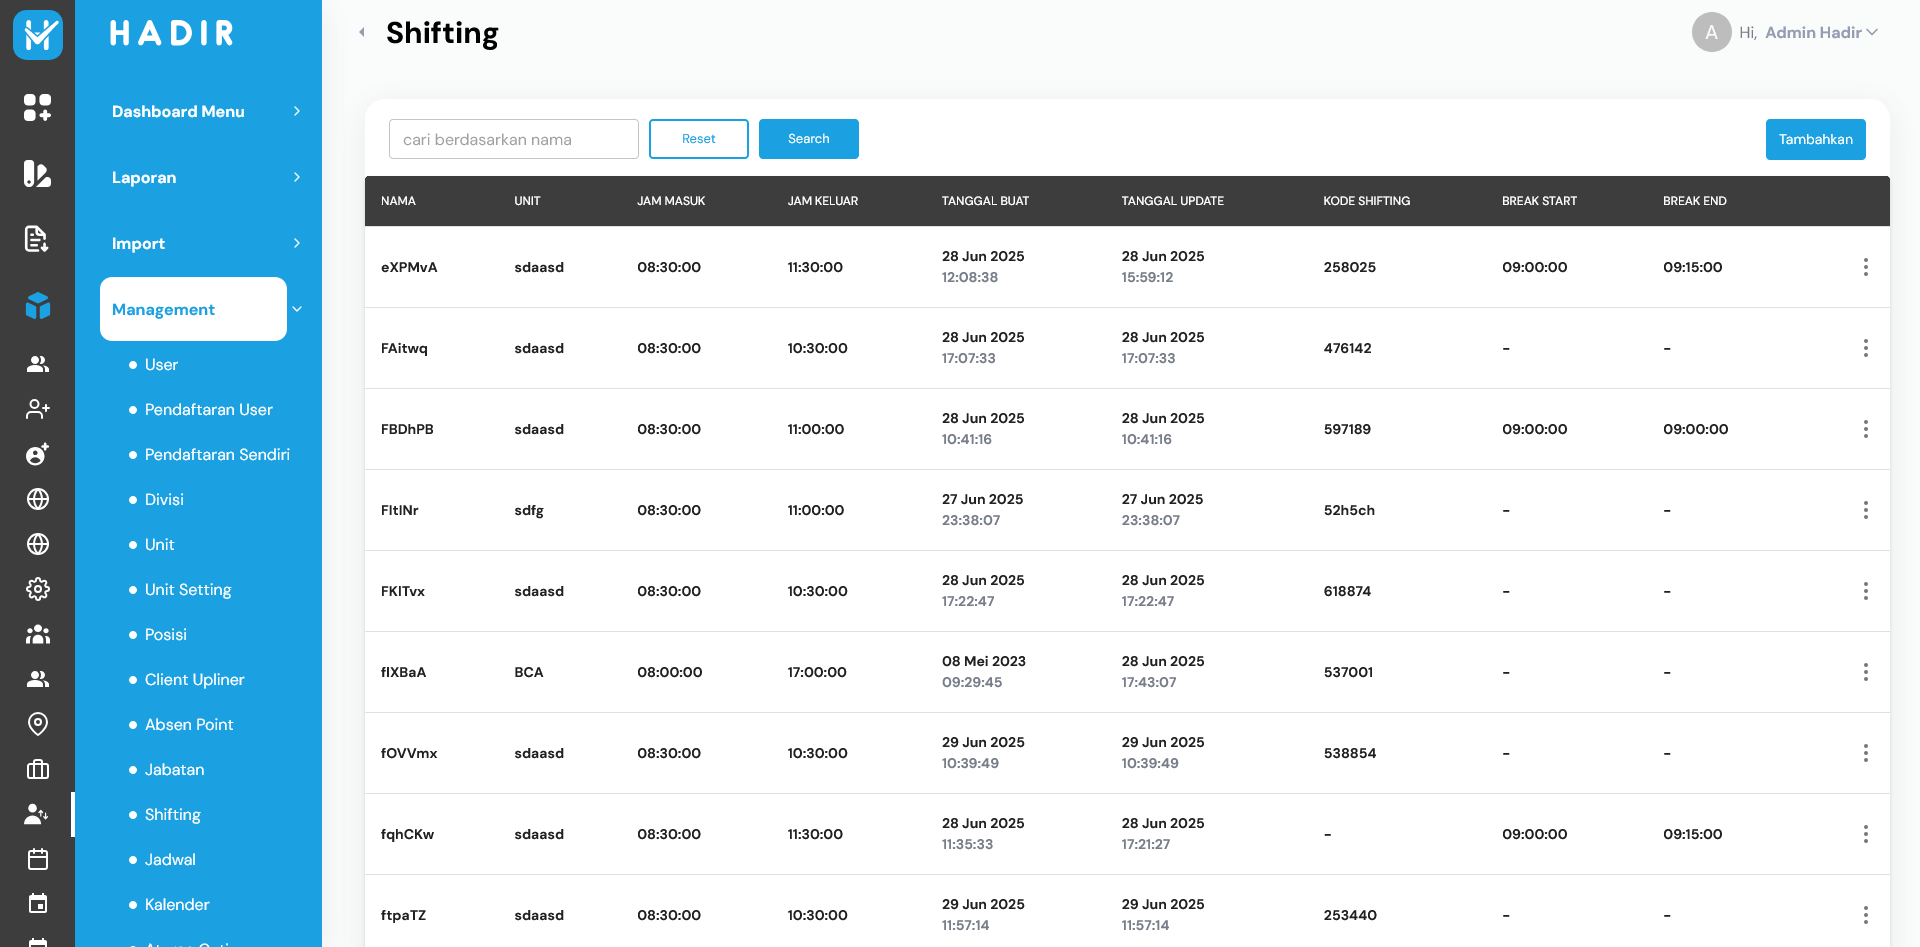 HADIR
Dashboard Menu
Laporan
Import
Management
User
Pendaftaran User
Pendaftaran Sendiri
Divisi
Unit
Unit Setting
Posisi
Client Upliner
Absen Point
Jabatan
Shifting
Jadwal
Kalender
Shifting
A Hi, Admin Hadir
cari berdasarkan nama Reset Search Tambahkan
NAMA UNIT JAM MASUK JAM KELUAR TANGGAL BUAT TANGGAL UPDATE KODE SHIFTING BREAK START BREAK END
eXPMvA sdaasd 08:30:00 11:30:00 28 Jun 2025 28 Jun 2025 258025 09:00:00 09:15:00
12:08:38 15:59:12
FAitwq sdaasd 08:30:00 10:30:00 28 Jun 2025 28 Jun 2025 476142 - -
17:07:33 17:07:33
FBDhPB sdaasd 08:30:00 11:00:00 28 Jun 2025 28 Jun 2025 597189 09:00:00 09:00:00
10:41:16 10:41:16
sdfg 08:30:00 11:00:00 27 Jun 2025 27 Jun 2025 52h5ch - -
23:38:07 23:38:07
sdaasd 08:30:00 10:30:00 28 Jun 2025 28 Jun 2025 618874 - -
17:22:47 17:22:47
BCA 08:00:00 17:00:00 08 Mei 2023 28 Jun 2025 537001 - -
09:29:45 17:43:07
fOVVmx sdaasd 08:30:00 10:30:00 29 Jun 2025 29 Jun 2025 538854 - -
10:39:49 10:39:49
fqhCKw sdaasd 08:30:00 11:30:00 28 Jun 2025 28 Jun 2025 - 09:00:00 09:15:00
11:35:33 17:21:27
ftpaTZ sdaasd 08:30:00 10:30:00 29 Jun 2025 29 Jun 2025 253440 - -
11:57:14 11:57:14